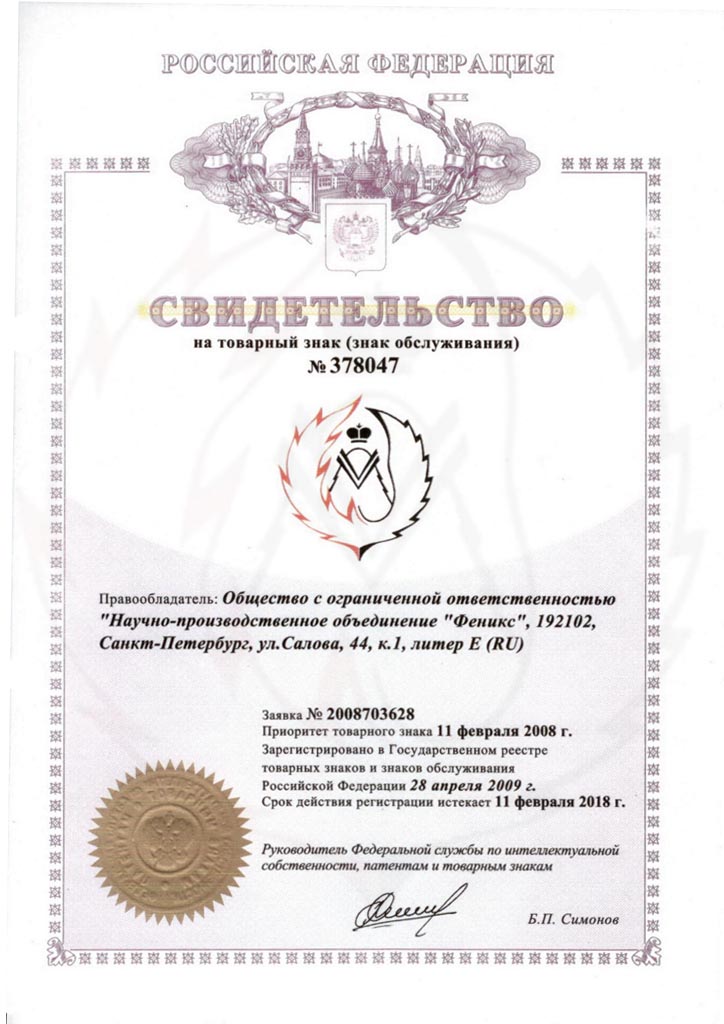 РОССИЙСКАЯ ФЕДЕРАЦИЯ
СВИДЕТЕЛЬСТВО
на товарный знак (знак обслуживания)
№ 378047
Правообладатель: Общество с ограниченной ответственностью
"Научно-производственное объединение "Феникс", 192102,
Санкт-Петербург, ул.Салова, 44, к.1, литер Е (RU)
Заявка № 2008703628
Приоритет товарного знака 11 февраля 2008 г.
Зарегистрировано в Государственном реестре
товарных знаков и знаков обслуживания
Российской Федерации 28 апреля 2009 г.
Срок действия регистрации истекает 11 февраля 2018 г.
Руководитель Федеральной службы по интеллектуальной
собственности, патентам и товарным знакам
Б.П. Симонов